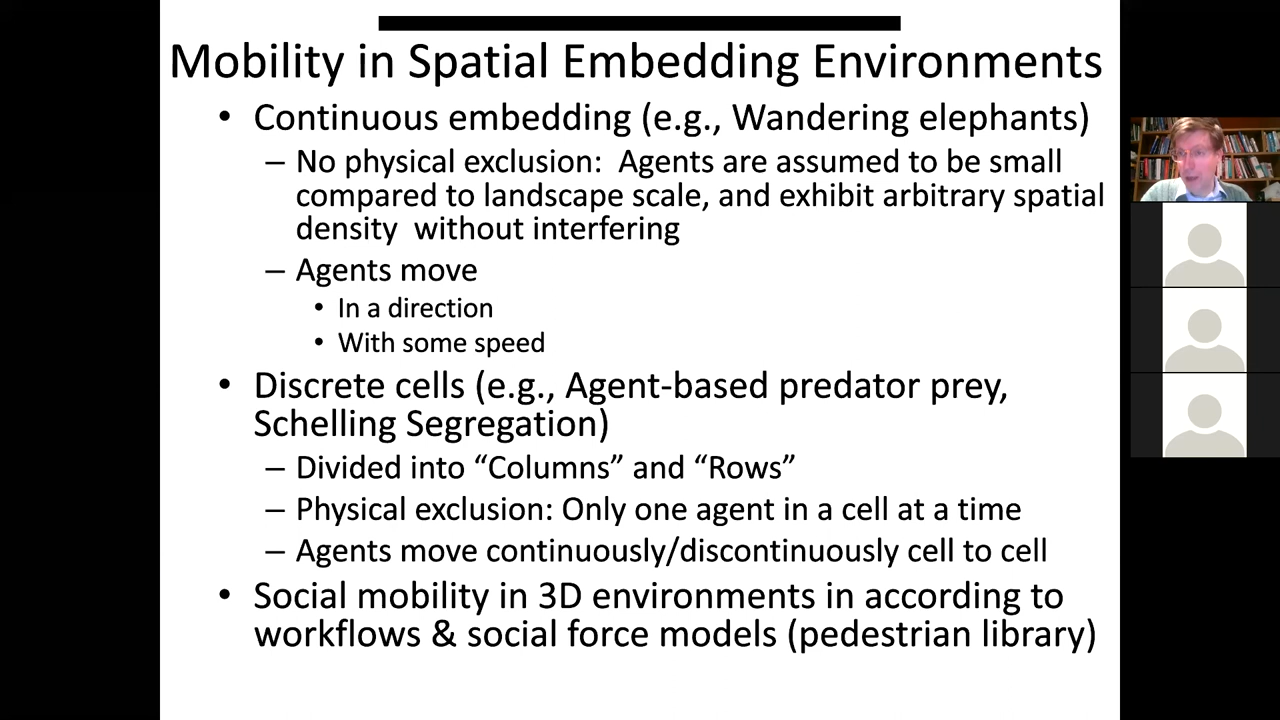 Mobility in Spatial Embedding Environments
• Continuous embedding (e.g., Wandering elephants)
– No physical exclusion: Agents are assumed to be small
compared to landscape scale, and exhibit arbitrary spatial
density without interfering
– Agents move
• In a direction
• With some speed
• Discrete cells (e.g., Agent-based predator prey,
Schelling Segregation)
– Divided into “Columns” and “Rows”
– Physical exclusion: Only one agent in a cell at a time
– Agents move continuously/discontinuously cell to cell
• Social mobility in 3D environments in according to
workflows & social force models (pedestrian library)